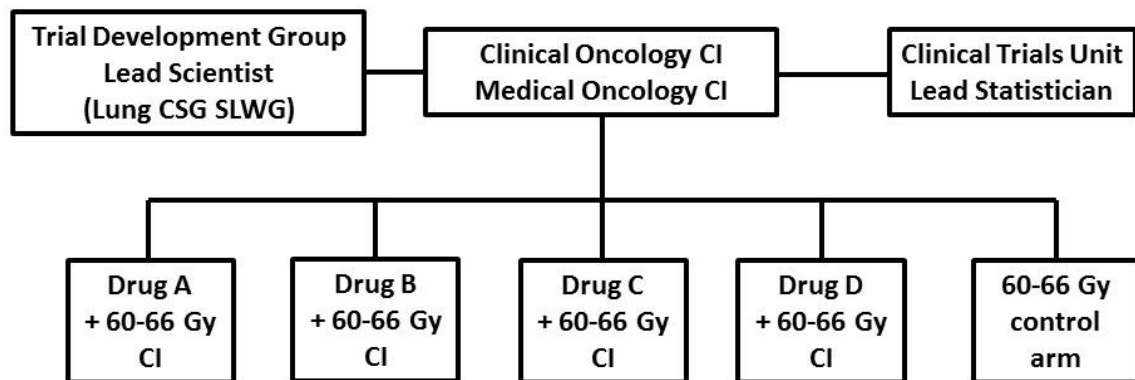 Trial Development Group
Lead Scientist
(Lung CSG SLWG)
Clinical Oncology CI
Medical Oncology CI
Clinical Trials Unit
Lead Statistician
Drug A
+ 60-66 Gy
CI
Drug B
+ 60-66 Gy
CI
Drug C
+ 60-66 Gy
CI
Drug D
+ 60-66 Gy
CI
60-66 Gy
control
arm